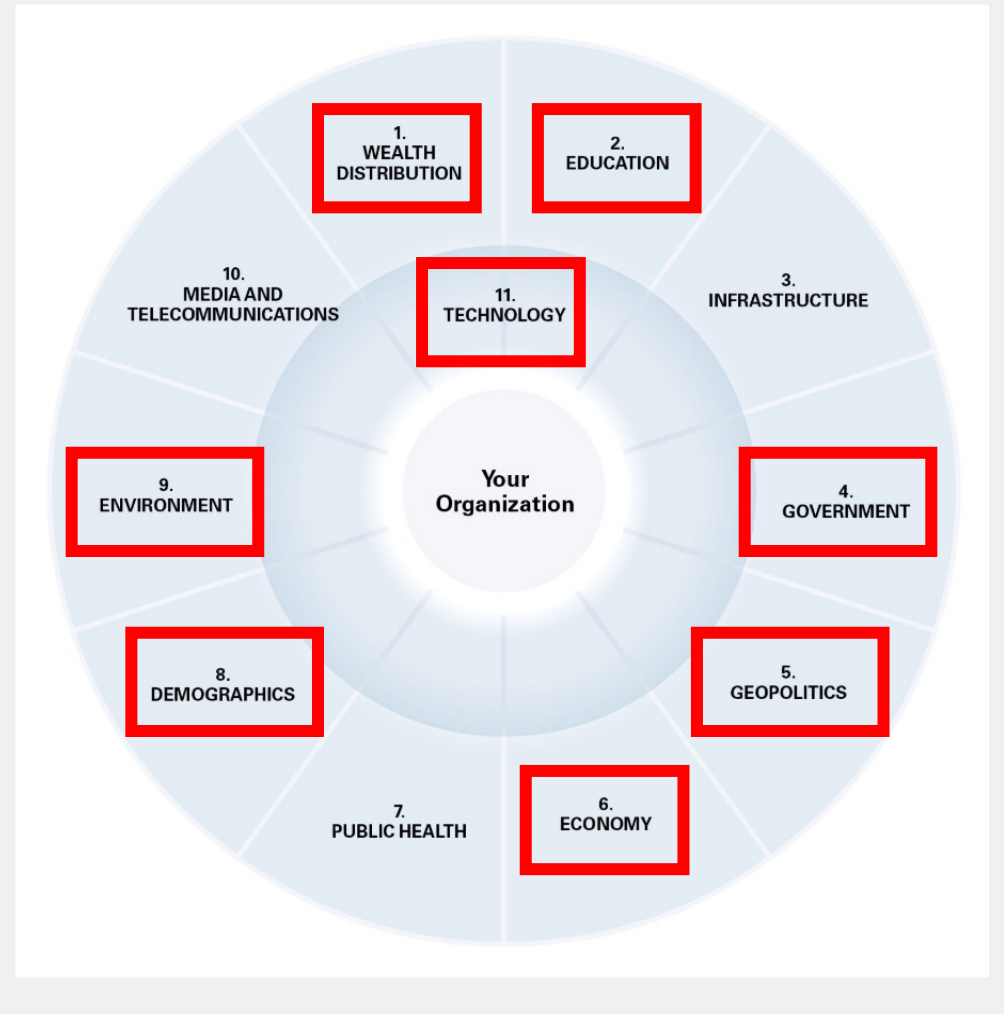 1.
WEALTH
DISTRIBUTION
2.
EDUCATION
3.
INFRASTRUCTURE
4.
GOVERNMENT
5.
GEOPOLITICS
6.
ECONOMY
7.
PUBLIC HEALTH
8.
DEMOGRAPHICS
9.
ENVIRONMENT
10.
MEDIA AND
TELECOMMUNICATIONS
11.
TECHNOLOGY
Your
Organization